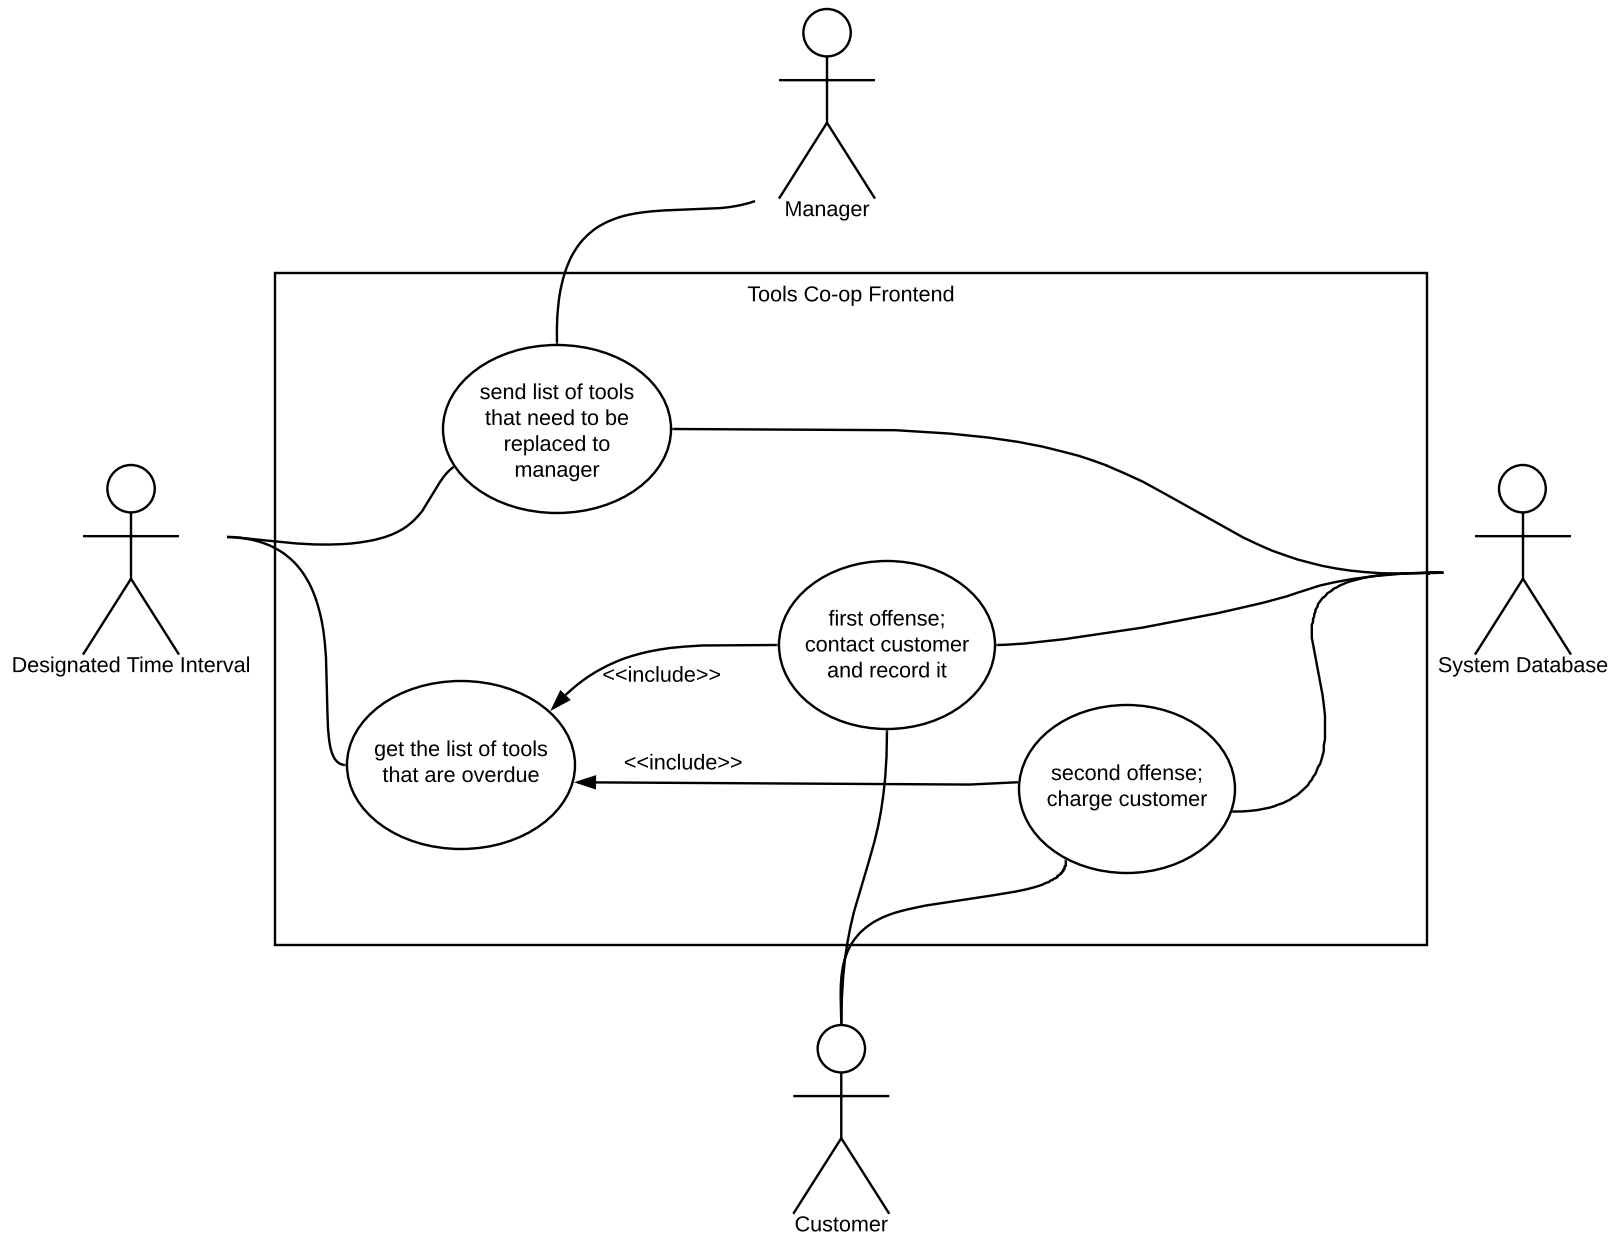 Manager
Tools Co-op Frontend
send list of tools
that need to be
replaced to
manager
Designated Time Interval
System Database
first offense;
contact customer
and record it
<<include>>
get the list of tools
that are overdue
<<include>>
second offense;
charge customer
Customer